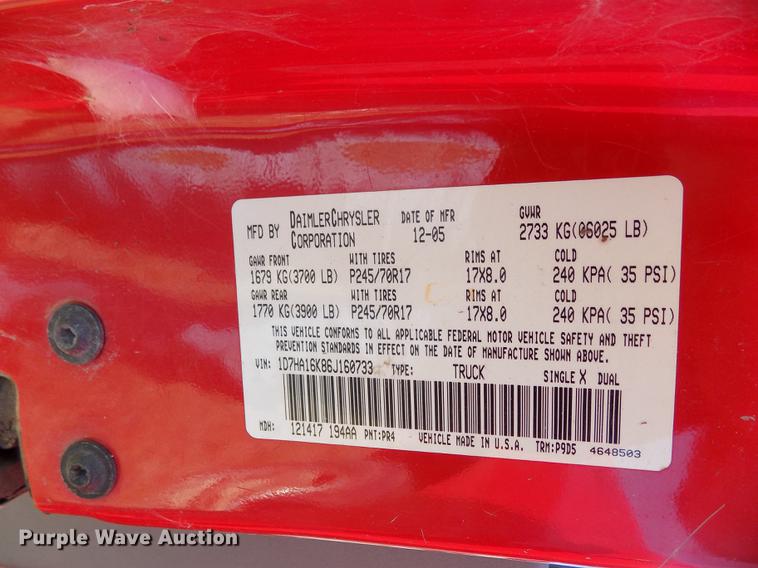 MFD BY DAIMLERCHRYSLER CORPORATION DATE OF MFR 12-05 GVWR 2733 KG(06025 LB)
GAWR FRONT WITH TIRES RIMS AT COLD
1679 KG(3700 LB) P245/70R17 17X8.0 240 KPA( 35 PSI)
GAWR REAR WITH TIRES RIMS AT COLD
1770 KG(3900 LB) P245/70R17 17X8.0 240 KPA( 35 PSI)
THIS VEHICLE CONFORMS TO ALL APPLICABLE FEDERAL MOTOR VEHICLE SAFETY AND THEFT
PREVENTION STANDARDS IN EFFECT ON THE DATE OF MANUFACTURE SHOWN ABOVE.
VIN: 1D7HA16K86J160733 TYPE: TRUCK SINGLE X DUAL
MDH: 121417 194AA PNT:PR4 VEHICLE MADE IN U.S.A. TRM:P9D5 4648503
Purple Wave Auction